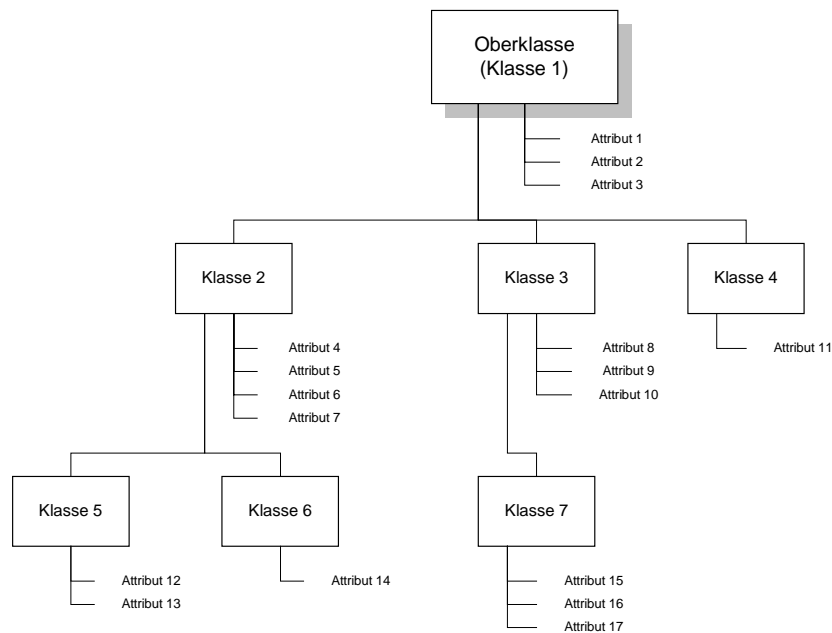 Oberklasse
(Klasse 1)
Attribut 1
Attribut 2
Attribut 3
Klasse 2
Klasse 3
Klasse 4
Attribut 4
Attribut 5
Attribut 6
Attribut 7
Attribut 8
Attribut 9
Attribut 10
Attribut 11
Klasse 5
Klasse 6
Klasse 7
Attribut 12
Attribut 13
Attribut 14
Attribut 15
Attribut 16
Attribut 17